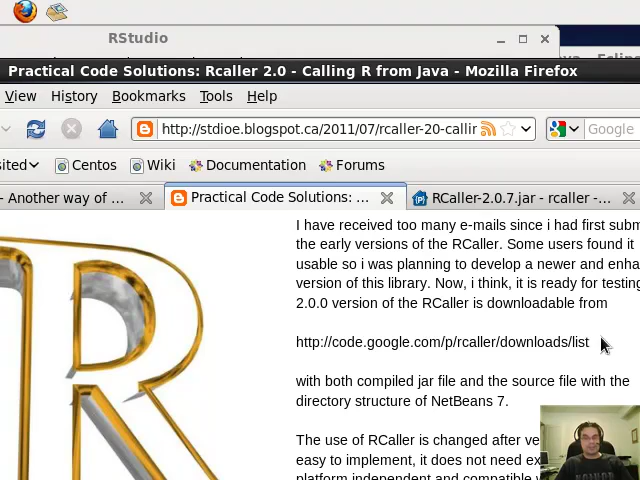 RStudio
Practical Code Solutions: Rcaller 2.0 - Calling R from Java - Mozilla Firefox
View History Bookmarks Tools Help
http://stdioe.blogspot.ca/2011/07/rcaller-20-callir
Google
sited Centos Wiki Documentation Forums
- Another way of ... Practical Code Solutions: ... RCaller-2.0.7.jar - rcaller -...
I have received too many e-mails since i had first subm
the early versions of the RCaller. Some users found it
usable so i was planning to develop a newer and enha
version of this library. Now, i think, it is ready for testing
2.0.0 version of the RCaller is downloadable from
http://code.google.com/p/rcaller/downloads/list
with both compiled jar file and the source file with the
directory structure of NetBeans 7.
The use of RCaller is changed after ve
easy to implement, it does not need ex
platform independent and compatible w
R